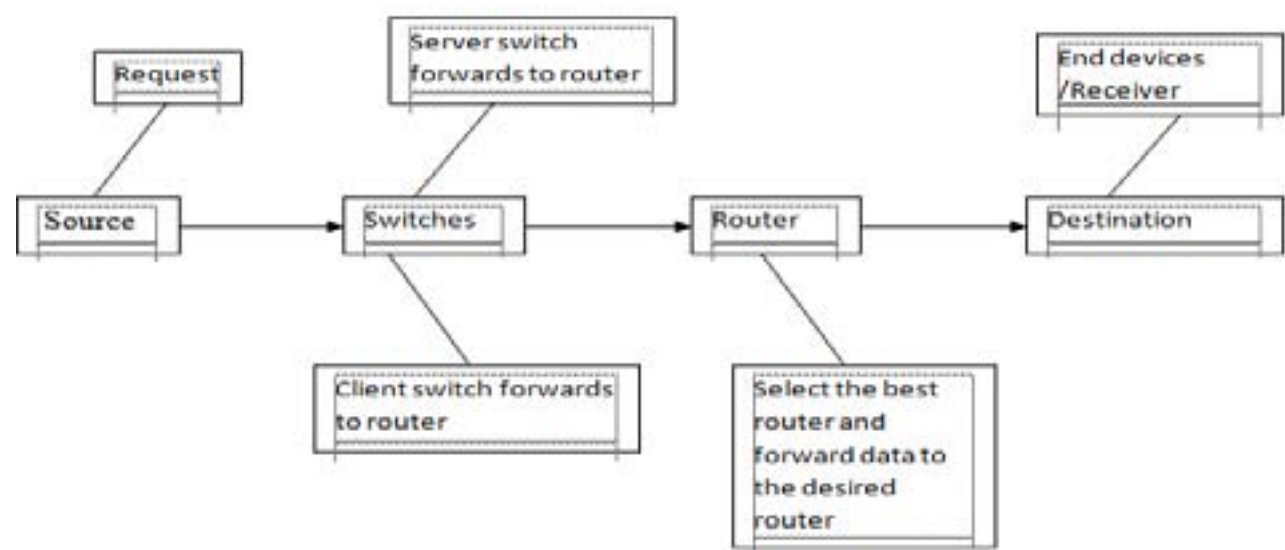 Server switch
forwards to router
End devices
/Receiver
Request
Source
Switches
Router
Destination
Client switch forwards
to router
Select the best
router and
forward data to
the desired
router